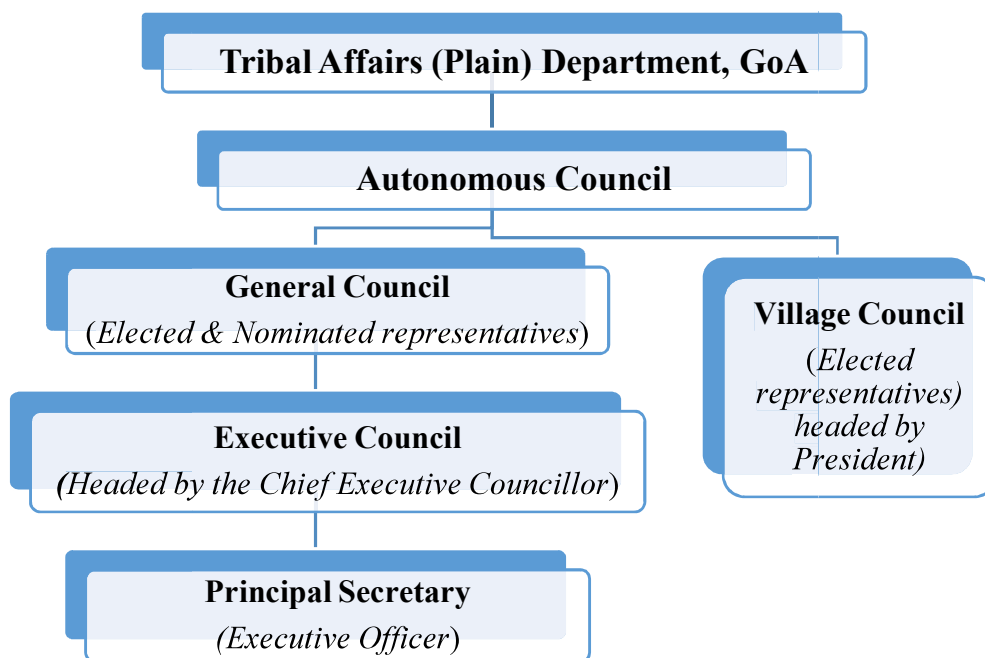 Tribal Affairs (Plain) Department, GoA
Autonomous Council
General Council
(Elected & Nominated representatives)
Village Council
(Elected
representatives)
headed by
President)
Executive Council
(Headed by the Chief Executive Councillor)
Principal Secretary
(Executive Officer)